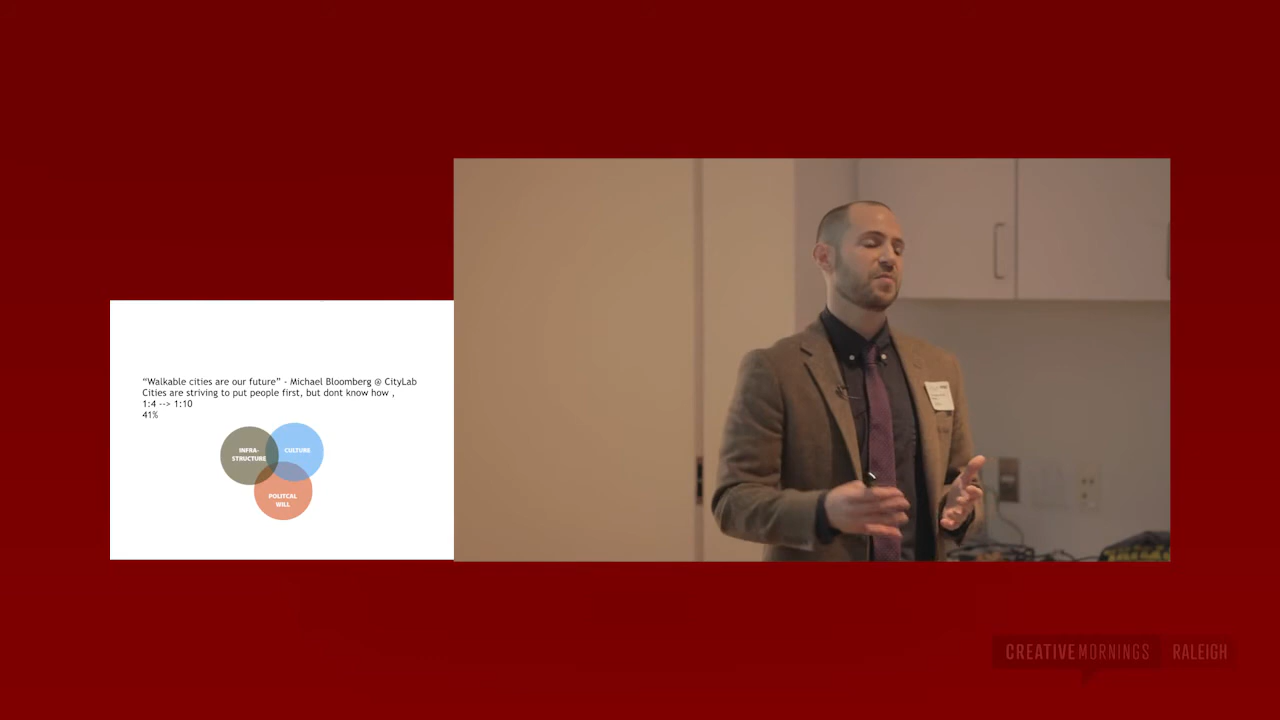 “Walkable cities are our future” - Michael Bloomberg @ CityLab
Cities are striving to put people first, but dont know how ,
1:4 --> 1:10
41%
INFRA-
STRUCTURE
CULTURE
POLITCAL
WILL
CREATIVEMORNINGS RALEIGH